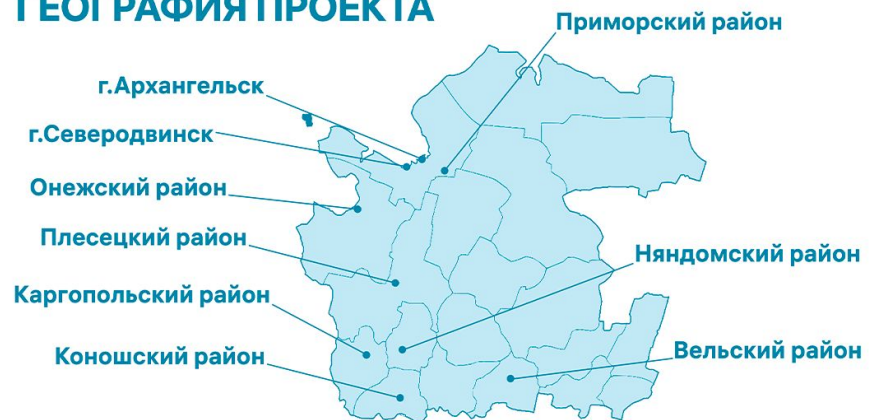 ГЕОГРАФИЯ ПРОЕКТА
Приморский район
г.Архангельск
г.Северодвинск
Онежский район
Плесецкий район
Няндомский район
Каргопольский район
Вельский район
Коношский район